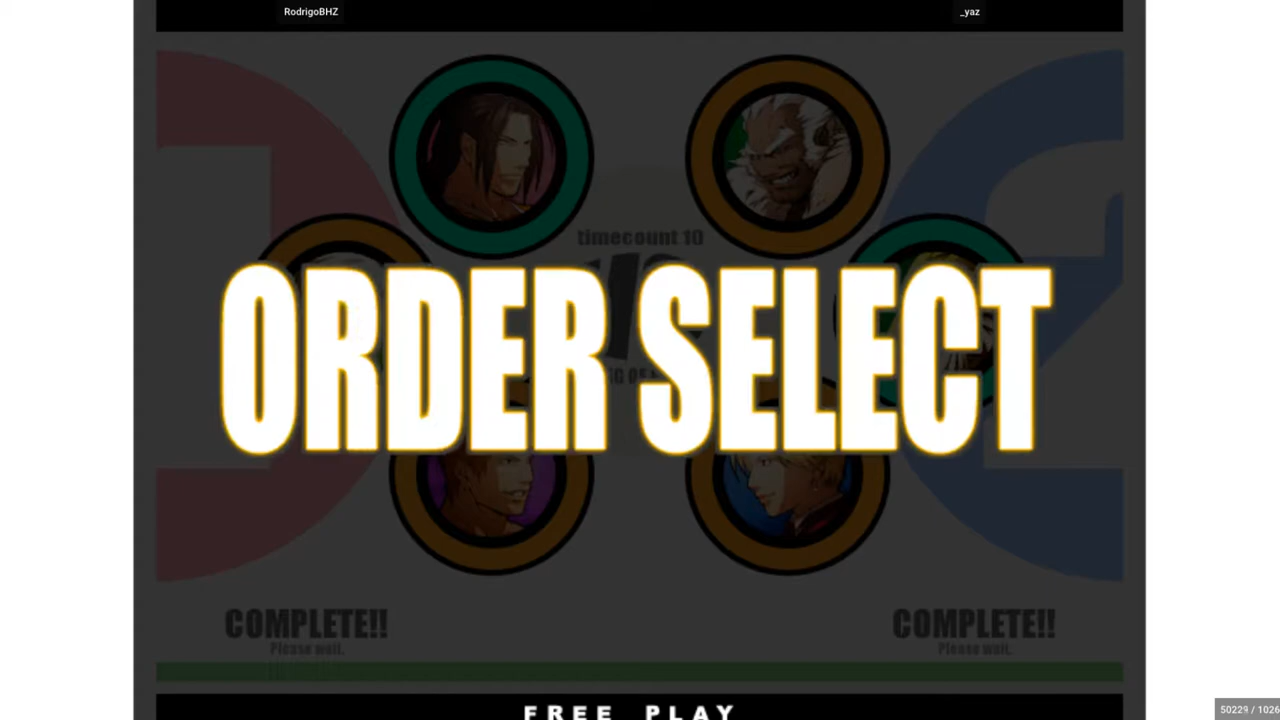 RodrigoBHZ
_yaz
timecount 10
ORDER SELECT
COMPLETE!!
Please wait.
COMPLETE!!
Please wait.
FREE PLAY
50229 / 1026